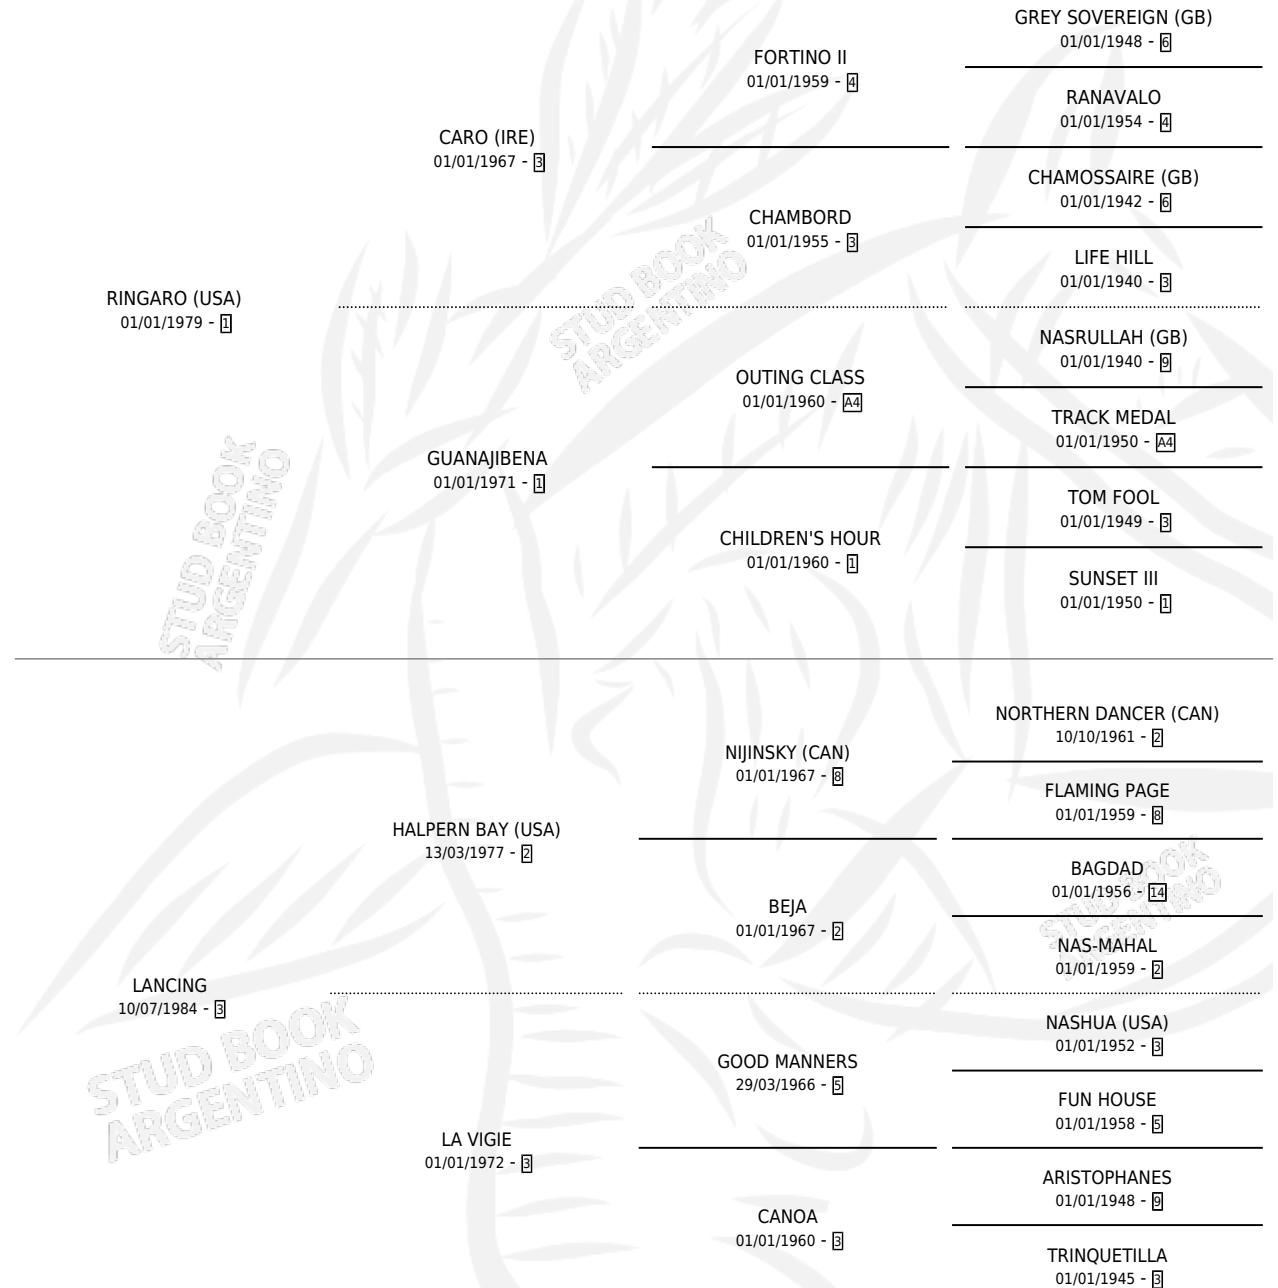 GREY SOVEREIGN (GB)
01/01/1948 - 6
FORTINO II
01/01/1959 - 4
RANAVALO
01/01/1954 - 4
CARO (IRE)
01/01/1967 - 3
CHAMOSSAIRE (GB)
01/01/1942 - 6
CHAMBORD
01/01/1955 - 3
LIFE HILL
01/01/1940 - 3
RINGARO (USA)
01/01/1979 - 1
STUD BOOK
ARGENTINO
NASRULLAH (GB)
01/01/1940 - 9
OUTING CLASS
01/01/1960 - A4
TRACK MEDAL
01/01/1950 - A4
GUANAJIBENA
01/01/1971 - 1
TOM FOOL
01/01/1949 - 3
CHILDREN'S HOUR
01/01/1960 - 1
SUNSET III
01/01/1950 - 1
STUD BOOK
ARGENTINO
NORTHERN DANCER (CAN)
10/10/1961 - 2
NIJINSKY (CAN)
01/01/1967 - 8
FLAMING PAGE
01/01/1959 - 8
HALPERN BAY (USA)
13/03/1977 - 2
BAGDAD
01/01/1956 - 14
BEJA
01/01/1967 - 2
STUD BOOK
ARGENTINO
NAS-MAHAL
01/01/1959 - 2
LANCING
10/07/1984 - 3
NASHUA (USA)
01/01/1952 - 3
GOOD MANNERS
29/03/1966 - 5
FUN HOUSE
01/01/1958 - 5
STUD BOOK
ARGENTINO
LA VIGIE
01/01/1972 - 3
ARISTOPHANES
01/01/1948 - 9
CANOA
01/01/1960 - 3
TRINQUETILLA
01/01/1945 - 3